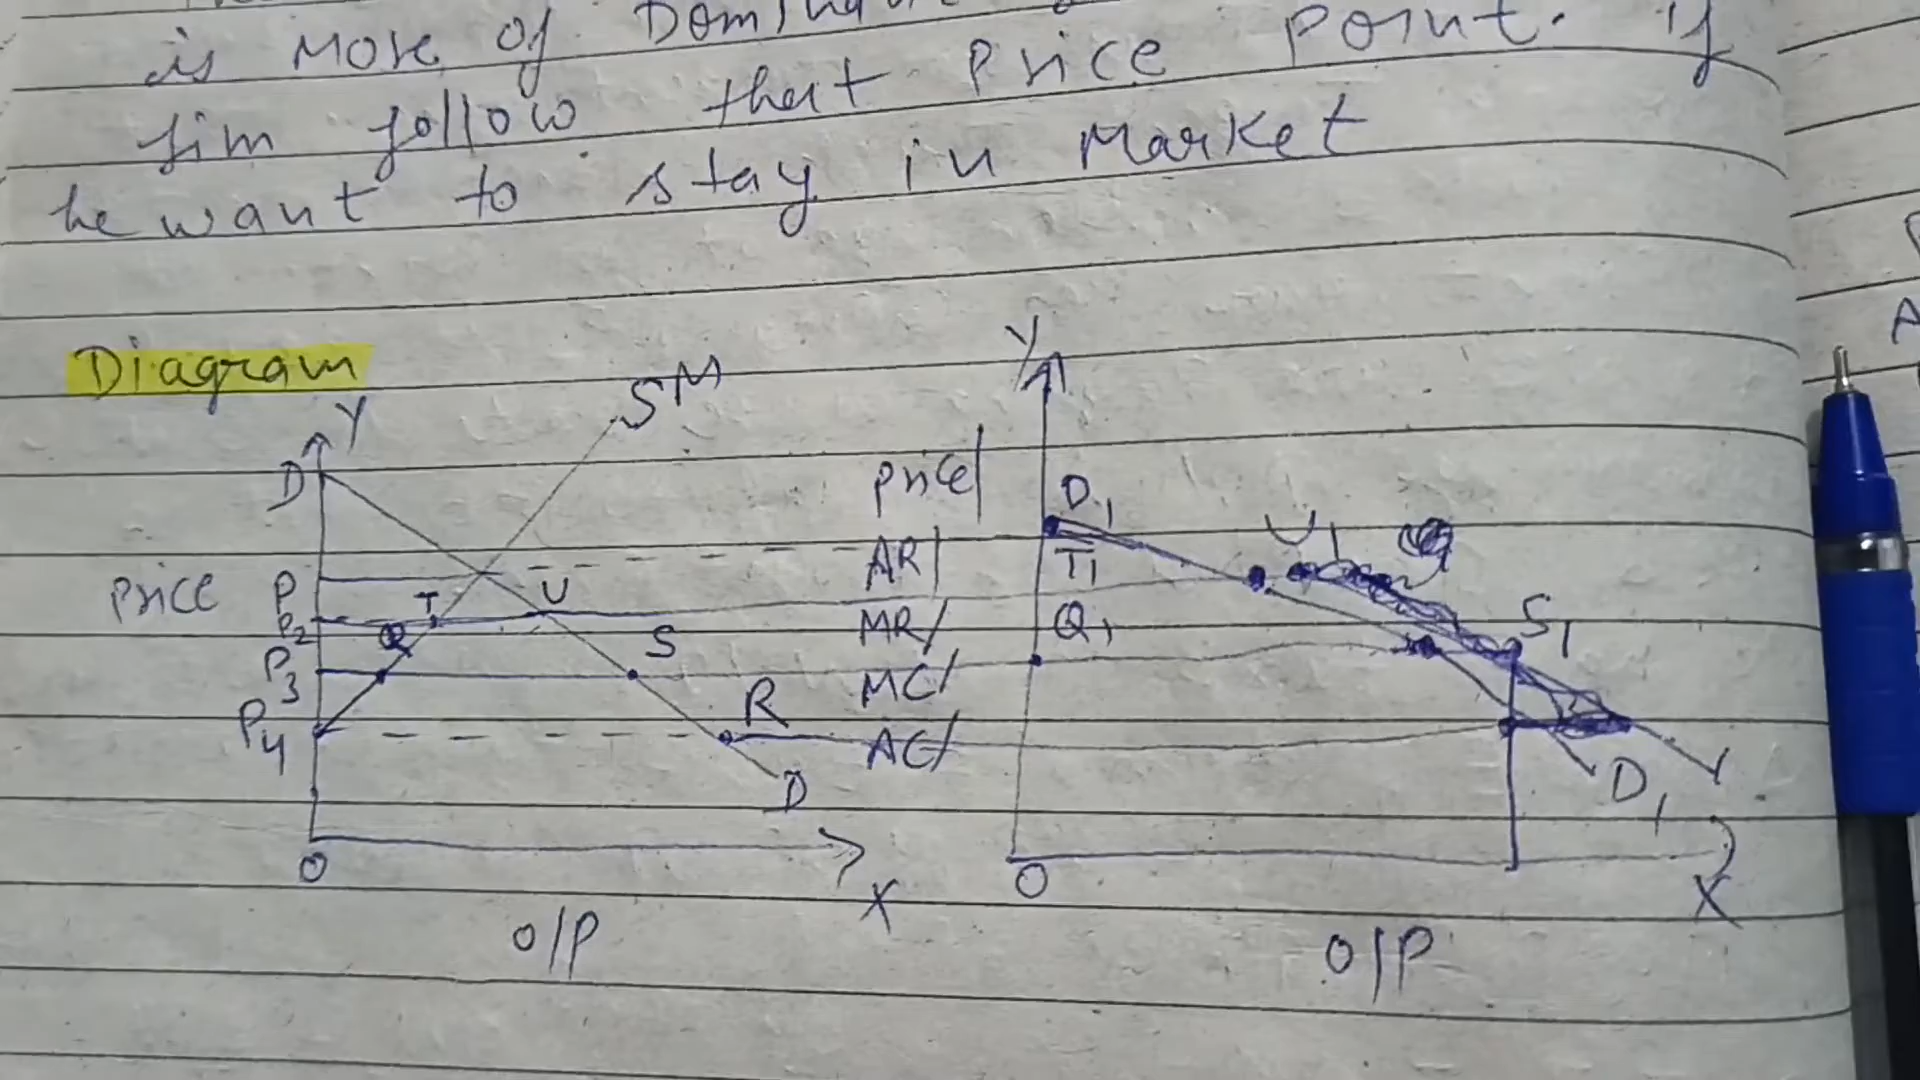 is More of
firm follow that Price Point. if
he want to stay in Market
Diagram
Y
SM
D
Price
P
P2
P3
P4
T
U
Q
S
R
D
O
X
O/P
Y
Price/
AR/
MR/
MC/
AC/
D1
T1
Q1
U1
S1
D1
O
X
O/P